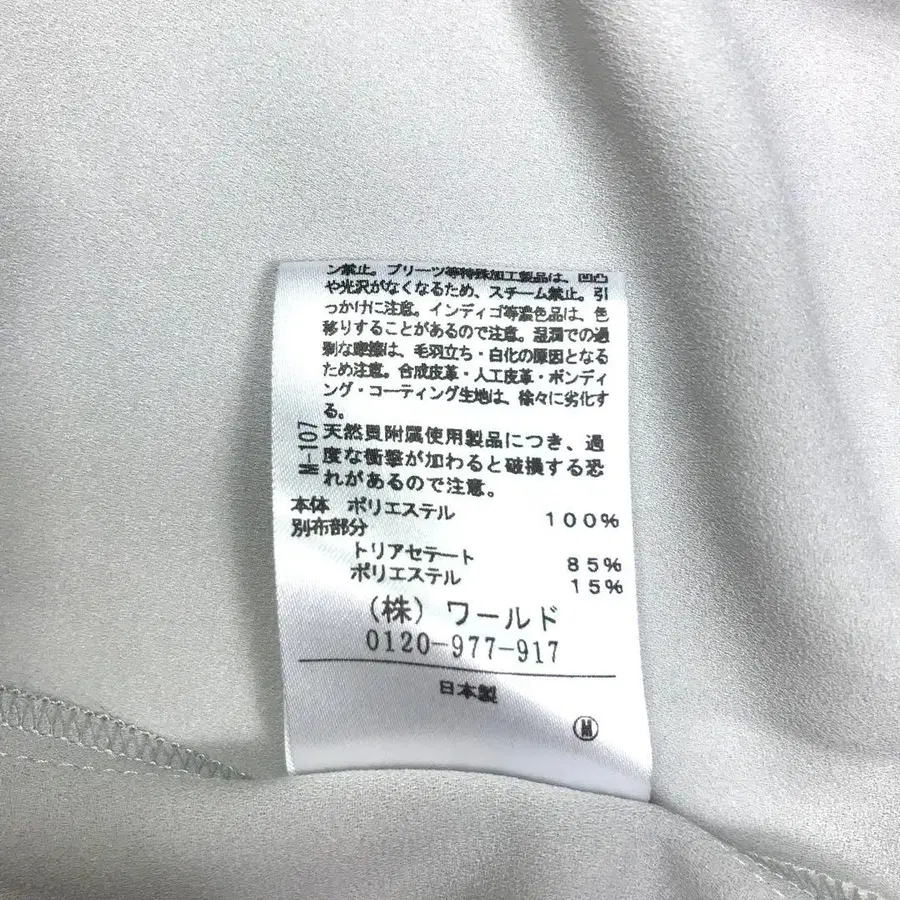 ン禁止。プリーツ等特殊加工製品は、凹凸
や光沢がなくなるため、スチーム禁止。引
っかけに注意。インディゴ等濃色品は、色
移りすることがあるので注意。湿潤での過
剰な摩擦は、毛羽立ち・白化の原因となる
ため注意。合成皮革・人工皮革・ボンディ
ング・コーティング生地は、徐々に劣化す
る。
M-107
天然貝附属使用製品につき、過
度な衝撃が加わると破損する恐
れがあるので注意。
本体 ポリエステル 100%
別布部分
トリアセテート 85%
ポリエステル 15%
(株)ワールド
0120-977-917
日本製
Ⓜ